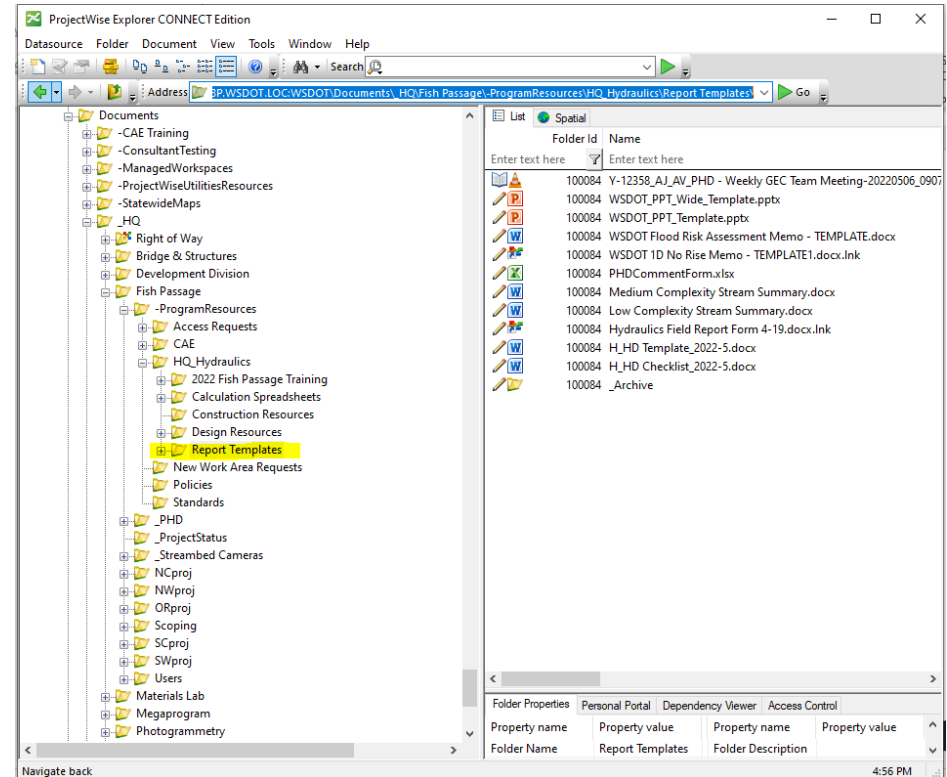 ProjectWise Explorer CONNECT Edition
Datasource Folder Document View Tools Window Help
Search
Address 3P.WSDOT.LOC:WSDOT\Documents\_HQ\Fish Passage\-ProgramResources\HQ_Hydraulics\Report Templates\ Go
Documents
-CAE Training
-ConsultantTesting
-ManagedWorkspaces
-ProjectWiseUtilitiesResources
-StatewideMaps
_HQ
Right of Way
Bridge & Structures
Development Division
Fish Passage
-ProgramResources
Access Requests
CAE
HQ_Hydraulics
2022 Fish Passage Training
Calculation Spreadsheets
Construction Resources
Design Resources
Report Templates
New Work Area Requests
Policies
Standards
_PHD
_ProjectStatus
_Streambed Cameras
NCproj
NWproj
ORproj
Scoping
SCproj
SWproj
Users
Materials Lab
Megaprogram
Photogrammetry
List Spatial
Folder Id Name
Enter text here Enter text here
100084 Y-12358_AJ_AV_PHD - Weekly GEC Team Meeting-20220506_0907
100084 WSDOT_PPT_Wide_Template.pptx
100084 WSDOT_PPT_Template.pptx
100084 WSDOT Flood Risk Assessment Memo - TEMPLATE.docx
100084 WSDOT 1D No Rise Memo - TEMPLATE1.docx.lnk
100084 PHDCommentForm.xlsx
100084 Medium Complexity Stream Summary.docx
100084 Low Complexity Stream Summary.docx
100084 Hydraulics Field Report Form 4-19.docx.lnk
100084 H_HD Template_2022-5.docx
100084 H_HD Checklist_2022-5.docx
100084 _Archive
Folder Properties Personal Portal Dependency Viewer Access Control
Property name Property value Property name Property value
Folder Name Report Templates Folder Description
Navigate back 4:56 PM